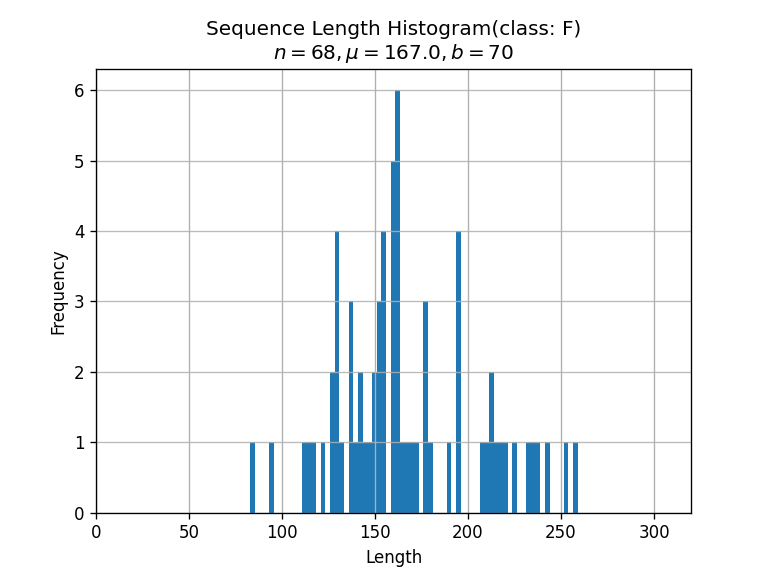 Sequence Length Histogram(class: F)
n = 68, μ = 167.0, b = 70
Frequency
6
5
4
3
2
1
0
0 50 100 150 200 250 300
Length